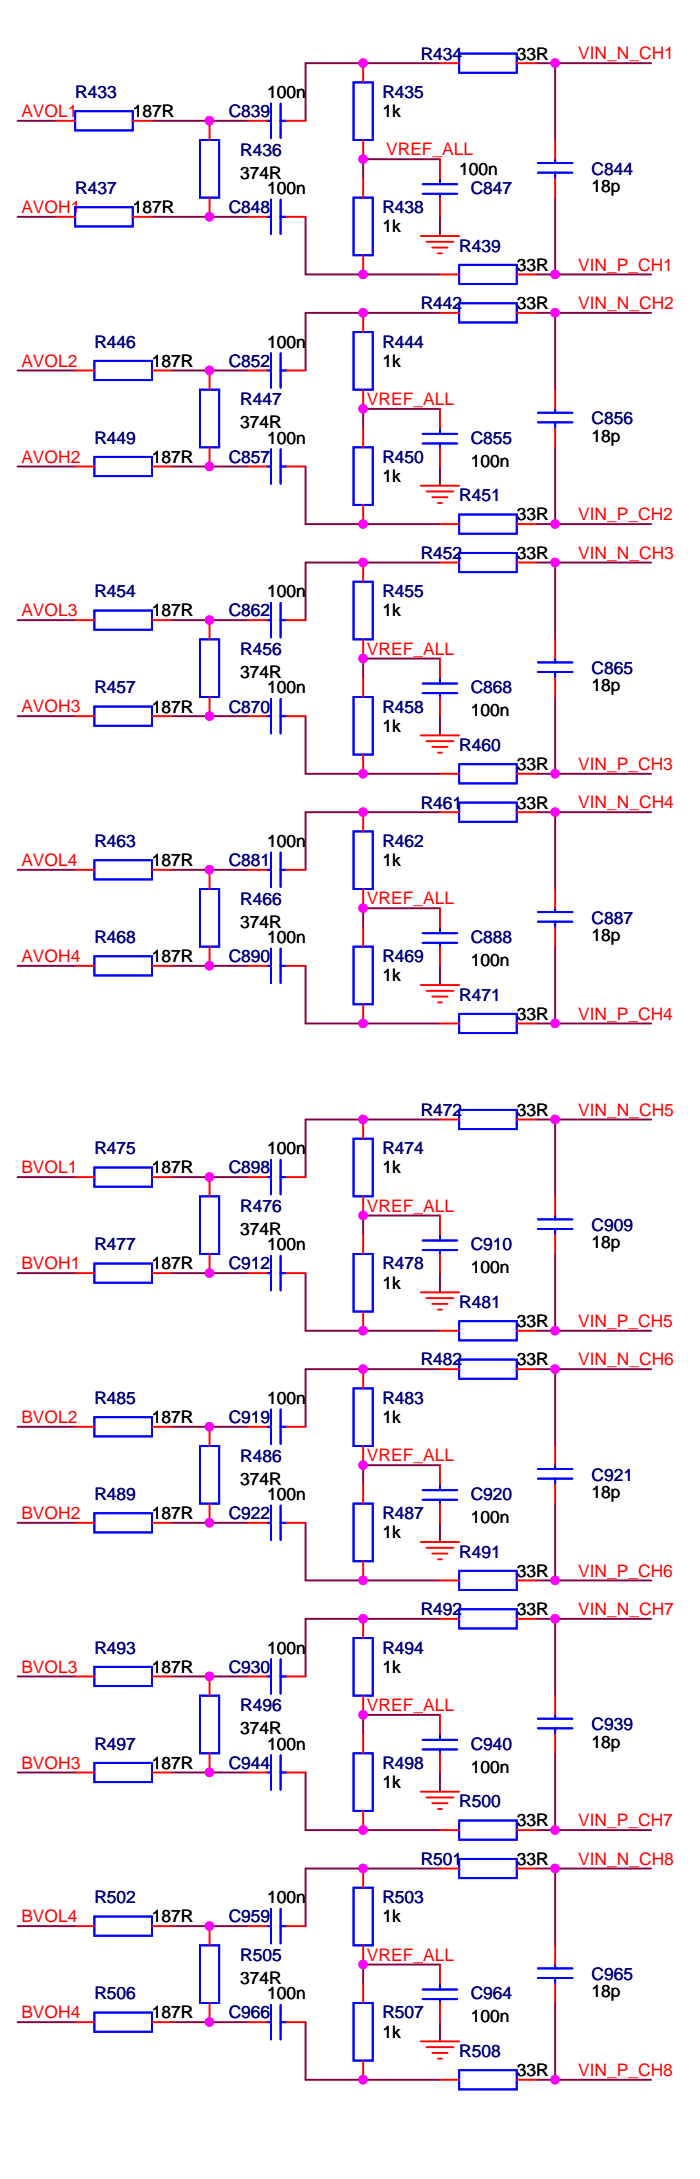 R434 33R VIN_N_CH1
R433 100n R435
AVOL1 187R C839 1k
R436 VREF_ALL
374R 100n C844
R437 100n C847 18p
AVOH1 187R C848 R438
1k
R439
33R VIN_P_CH1
R442 33R VIN_N_CH2
R446 100n R444
AVOL2 187R C852 1k
R447 VREF_ALL
374R C856
R449 100n C855 18p
AVOH2 187R C857 R450 100n
1k
R451
33R VIN_P_CH2
R452 33R VIN_N_CH3
R454 100n R455
AVOL3 187R C862 1k
R456 VREF_ALL
374R C865
R457 100n C868 18p
AVOH3 187R C870 R458 100n
1k
R460
33R VIN_P_CH3
R461 33R VIN_N_CH4
R463 100n R462
AVOL4 187R C881 1k
R466 VREF_ALL
374R C887
R468 100n C888 18p
AVOH4 187R C890 R469 100n
1k
R471
33R VIN_P_CH4
R472 33R VIN_N_CH5
R475 100n R474
BVOL1 187R C898 1k
R476 VREF_ALL
374R C909
R477 100n C910 18p
BVOH1 187R C912 R478 100n
1k
R481
33R VIN_P_CH5
R482 33R VIN_N_CH6
R485 100n R483
BVOL2 187R C919 1k
R486 VREF_ALL
374R C921
R489 100n C920 18p
BVOH2 187R C922 R487 100n
1k
R491
33R VIN_P_CH6
R492 33R VIN_N_CH7
R493 100n R494
BVOL3 187R C930 1k
R496 VREF_ALL
374R C939
R497 100n C940 18p
BVOH3 187R C944 R498 100n
1k
R500
33R VIN_P_CH7
R501 33R VIN_N_CH8
R502 100n R503
BVOL4 187R C959 1k
R505 VREF_ALL
374R C965
R506 100n C964 18p
BVOH4 187R C966 R507 100n
1k
R508
33R VIN_P_CH8